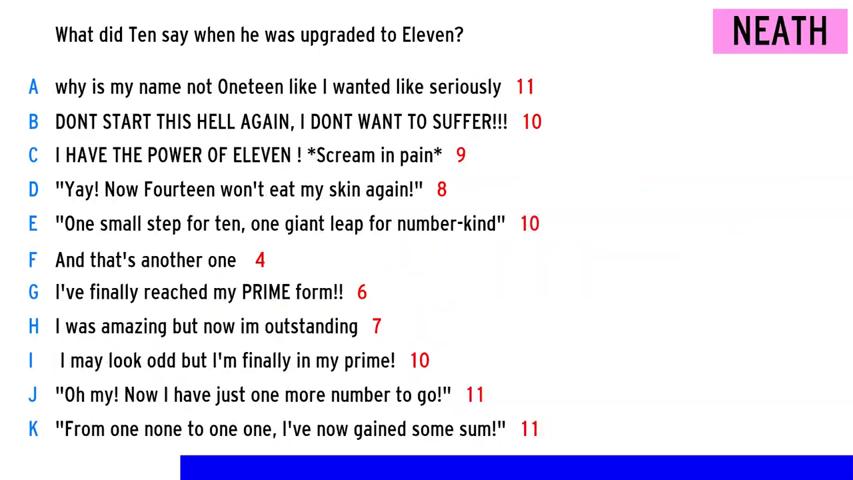 What did Ten say when he was upgraded to Eleven?
NEATH
A why is my name not Oneteen like I wanted like seriously 11
B DONT START THIS HELL AGAIN, I DONT WANT TO SUFFER!!! 10
C I HAVE THE POWER OF ELEVEN ! *Scream in pain* 9
D "Yay! Now Fourteen won't eat my skin again!" 8
E "One small step for ten, one giant leap for number-kind" 10
F And that's another one 4
G I've finally reached my PRIME form!! 6
H I was amazing but now im outstanding 7
I I may look odd but I'm finally in my prime! 10
J "Oh my! Now I have just one more number to go!" 11
K "From one none to one one, I've now gained some sum!" 11